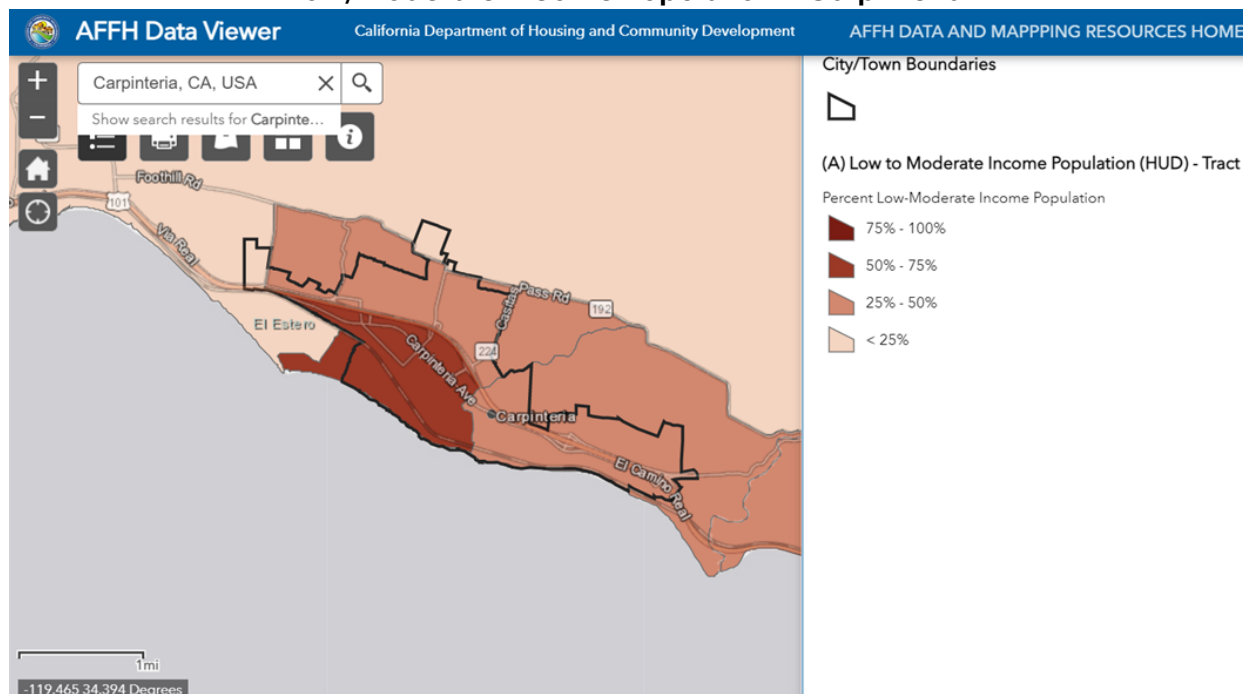 AFFH Data Viewer
California Department of Housing and Community Development
AFFH DATA AND MAPPPING RESOURCES HOME
+
Carpinteria, CA, USA
−
Show search results for Carpinte...
i
City/Town Boundaries
(A) Low to Moderate Income Population (HUD) - Tract
Percent Low-Moderate Income Population
75% - 100%
50% - 75%
25% - 50%
< 25%
Foothill Rd
101
Via Real
Casitas Pass Rd
192
El Estero
224
Carpinteria Ave
Carpinteria
El Camino Real
1mi
-119.465 34.394 Degrees